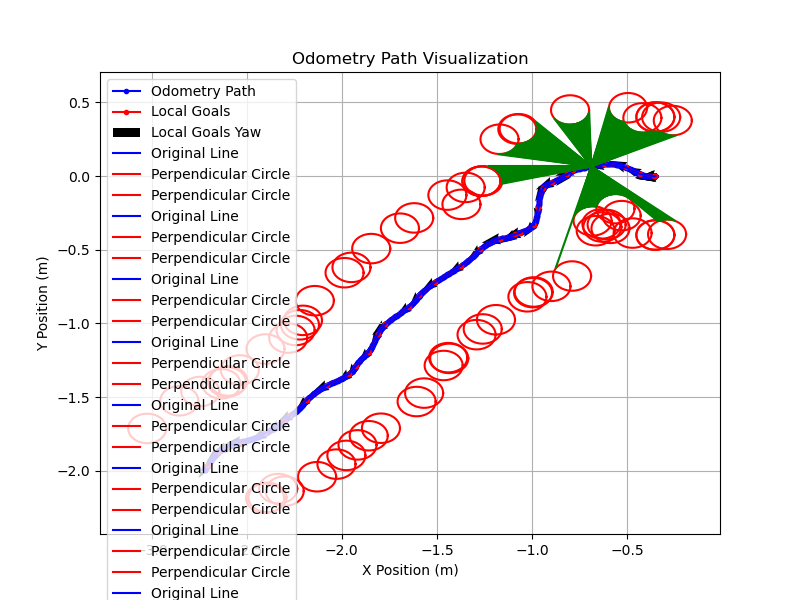 Odometry Path Visualization
Y Position (m)
0.5
0.0
−0.5
−1.0
−1.5
−2.0
Odometry Path
Local Goals
Local Goals Yaw
Original Line
Perpendicular Circle
Perpendicular Circle
Original Line
Perpendicular Circle
Perpendicular Circle
Original Line
Perpendicular Circle
Perpendicular Circle
Original Line
Perpendicular Circle
Perpendicular Circle
Original Line
Perpendicular Circle
Perpendicular Circle
Original Line
Perpendicular Circle
Perpendicular Circle
Original Line
Perpendicular Circle
Perpendicular Circle
Original Line
−2.0 −1.5 −1.0 −0.5
X Position (m)